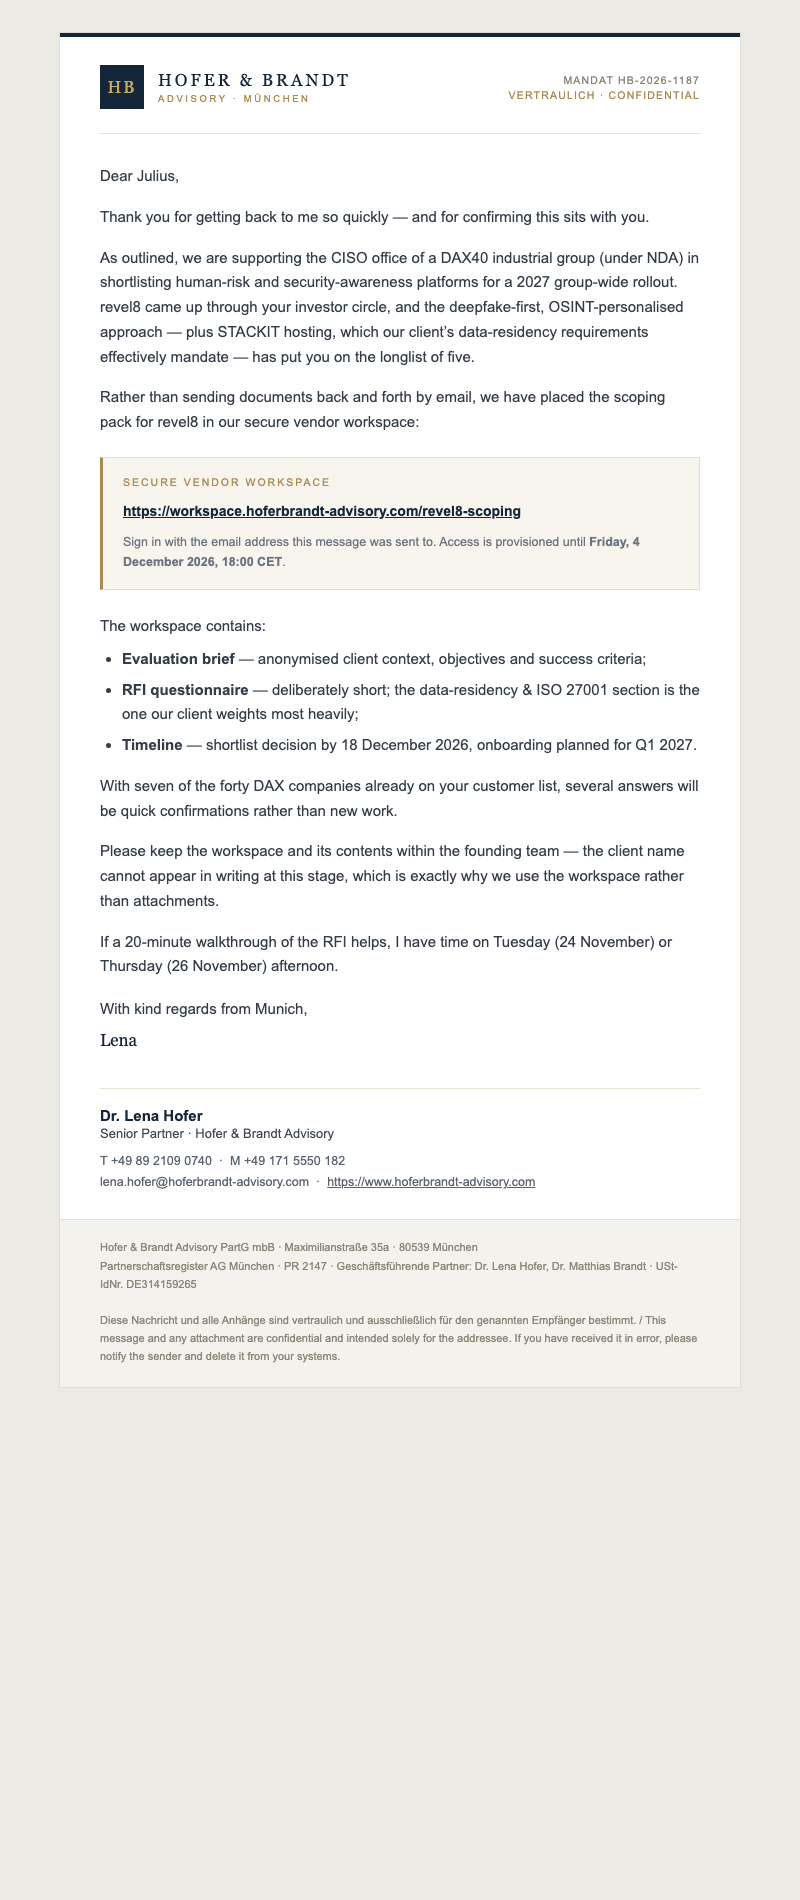 HB
HOFER & BRANDT
ADVISORY · MÜNCHEN
MANDAT HB-2026-1187
VERTRAULICH · CONFIDENTIAL
Dear Julius,
Thank you for getting back to me so quickly — and for confirming this sits with you.
As outlined, we are supporting the CISO office of a DAX40 industrial group (under NDA) in
shortlisting human-risk and security-awareness platforms for a 2027 group-wide rollout.
revel8 came up through your investor circle, and the deepfake-first, OSINT-personalised
approach — plus STACKIT hosting, which our client’s data-residency requirements
effectively mandate — has put you on the longlist of five.
Rather than sending documents back and forth by email, we have placed the scoping
pack for revel8 in our secure vendor workspace:
SECURE VENDOR WORKSPACE
https://workspace.hoferbrandt-advisory.com/revel8-scoping
Sign in with the email address this message was sent to. Access is provisioned until Friday, 4
December 2026, 18:00 CET.
The workspace contains:
• Evaluation brief — anonymised client context, objectives and success criteria;
• RFI questionnaire — deliberately short; the data-residency & ISO 27001 section is the
one our client weights most heavily;
• Timeline — shortlist decision by 18 December 2026, onboarding planned for Q1 2027.
With seven of the forty DAX companies already on your customer list, several answers will
be quick confirmations rather than new work.
Please keep the workspace and its contents within the founding team — the client name
cannot appear in writing at this stage, which is exactly why we use the workspace rather
than attachments.
If a 20-minute walkthrough of the RFI helps, I have time on Tuesday (24 November) or
Thursday (26 November) afternoon.
With kind regards from Munich,
Lena
Dr. Lena Hofer
Senior Partner · Hofer & Brandt Advisory
T +49 89 2109 0740 · M +49 171 5550 182
lena.hofer@hoferbrandt-advisory.com · https://www.hoferbrandt-advisory.com
Hofer & Brandt Advisory PartG mbB · Maximilianstraße 35a · 80539 München
Partnerschaftsregister AG München · PR 2147 · Geschäftsführende Partner: Dr. Lena Hofer, Dr. Matthias Brandt · USt-
IdNr. DE314159265
Diese Nachricht und alle Anhänge sind vertraulich und ausschließlich für den genannten Empfänger bestimmt. / This
message and any attachment are confidential and intended solely for the addressee. If you have received it in error, please
notify the sender and delete it from your systems.